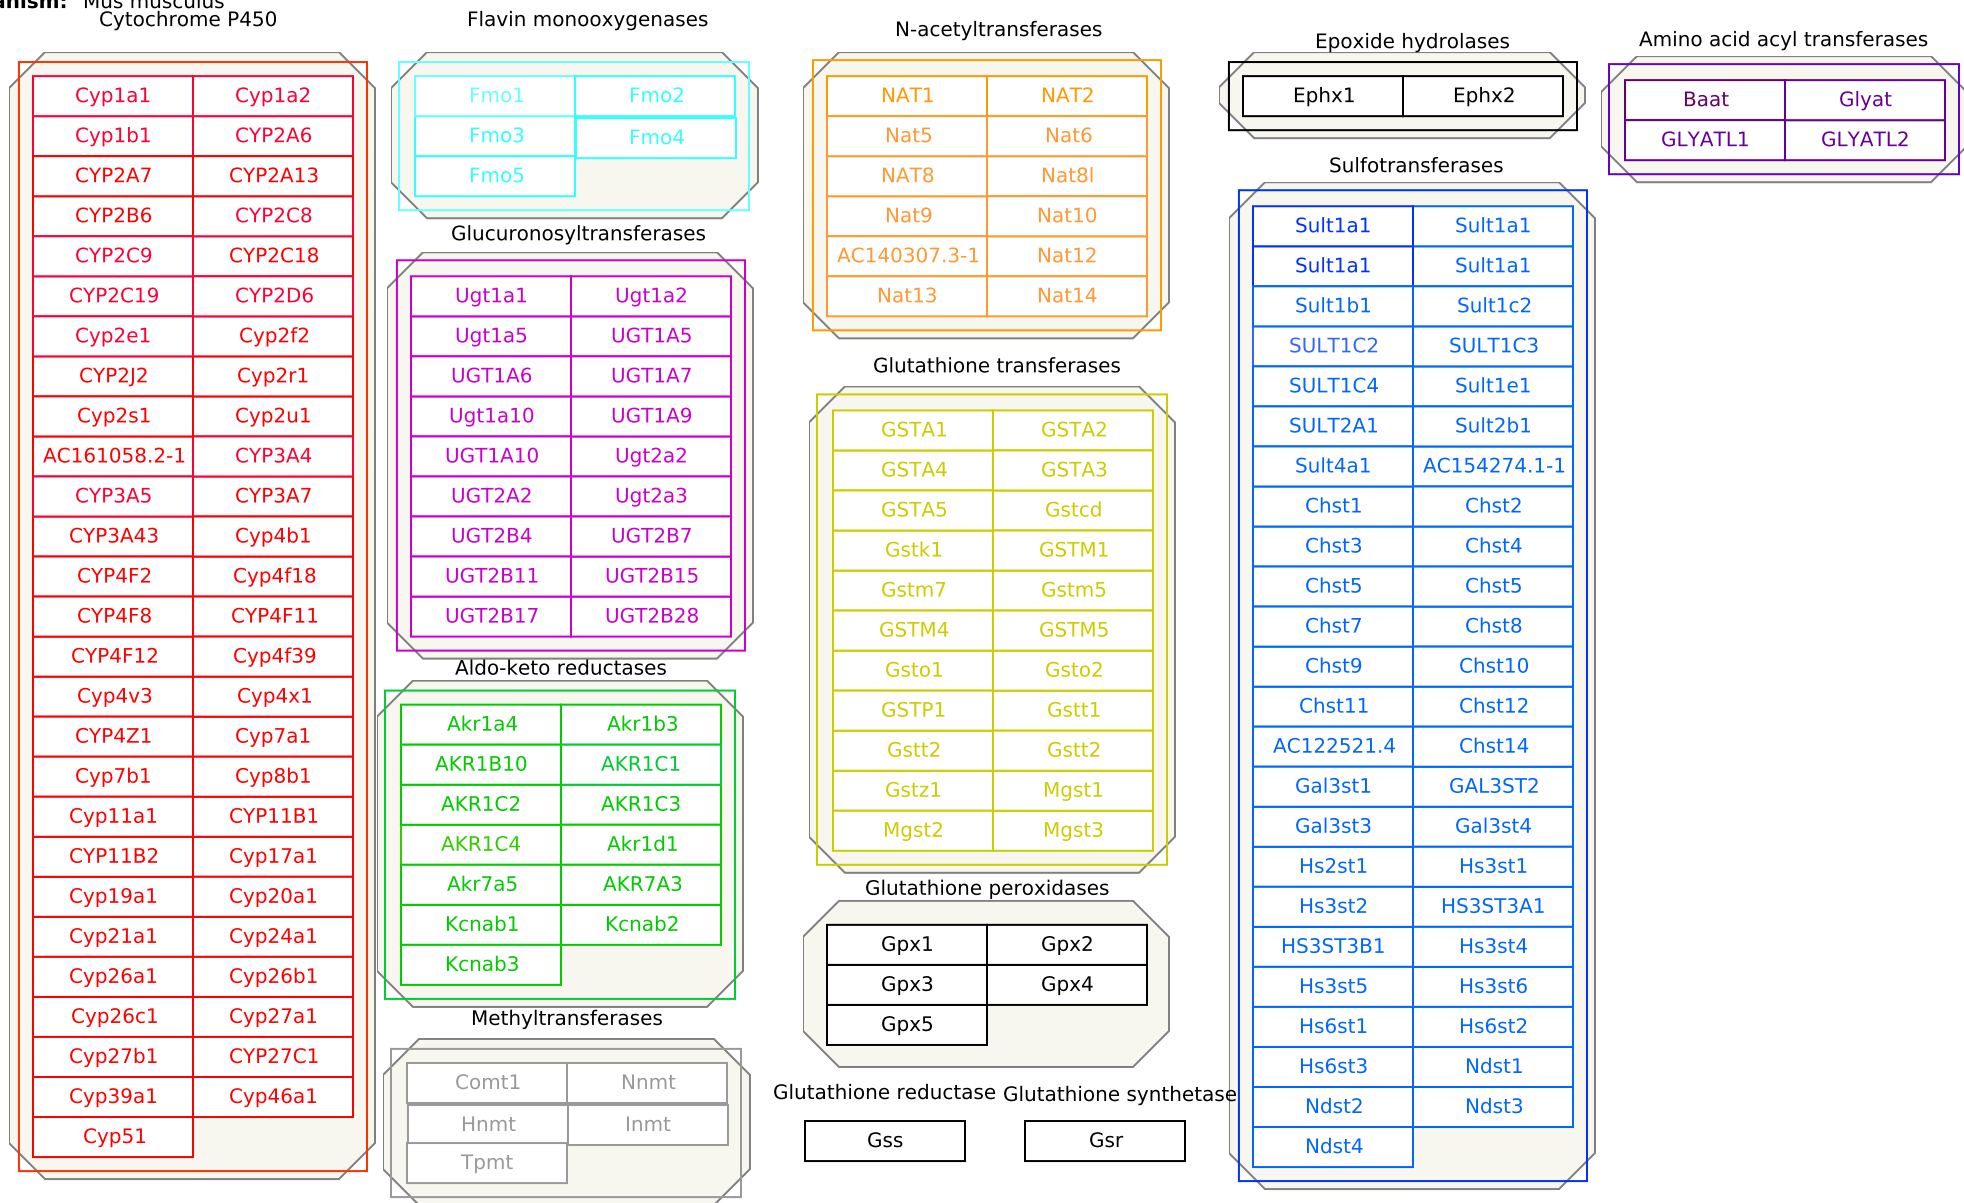 anism: Mus musculus
Cytochrome P450
Cyp1a1 Cyp1a2
Cyp1b1 CYP2A6
CYP2A7 CYP2A13
CYP2B6 CYP2C8
CYP2C9 CYP2C18
CYP2C19 CYP2D6
Cyp2e1 Cyp2f2
CYP2J2 Cyp2r1
Cyp2s1 Cyp2u1
AC161058.2-1 CYP3A4
CYP3A5 CYP3A7
CYP3A43 Cyp4b1
CYP4F2 Cyp4f18
CYP4F8 CYP4F11
CYP4F12 Cyp4f39
Cyp4v3 Cyp4x1
CYP4Z1 Cyp7a1
Cyp7b1 Cyp8b1
Cyp11a1 CYP11B1
CYP11B2 Cyp17a1
Cyp19a1 Cyp20a1
Cyp21a1 Cyp24a1
Cyp26a1 Cyp26b1
Cyp26c1 Cyp27a1
Cyp27b1 CYP27C1
Cyp39a1 Cyp46a1
Cyp51
Flavin monooxygenases
Fmo1 Fmo2
Fmo3 Fmo4
Fmo5
Glucuronosyltransferases
Ugt1a1 Ugt1a2
Ugt1a5 UGT1A5
UGT1A6 UGT1A7
Ugt1a10 UGT1A9
UGT1A10 Ugt2a2
UGT2A2 Ugt2a3
UGT2B4 UGT2B7
UGT2B11 UGT2B15
UGT2B17 UGT2B28
Aldo-keto reductases
Akr1a4 Akr1b3
AKR1B10 AKR1C1
AKR1C2 AKR1C3
AKR1C4 Akr1d1
Akr7a5 AKR7A3
Kcnab1 Kcnab2
Kcnab3
Methyltransferases
Comt1 Nnmt
Hnmt Inmt
Tpmt
N-acetyltransferases
NAT1 NAT2
Nat5 Nat6
NAT8 Nat8l
Nat9 Nat10
AC140307.3-1 Nat12
Nat13 Nat14
Glutathione transferases
GSTA1 GSTA2
GSTA4 GSTA3
GSTA5 Gstcd
Gstk1 GSTM1
Gstm7 Gstm5
GSTM4 GSTM5
Gsto1 Gsto2
GSTP1 Gstt1
Gstt2 Gstt2
Gstz1 Mgst1
Mgst2 Mgst3
Glutathione peroxidases
Gpx1 Gpx2
Gpx3 Gpx4
Gpx5
Glutathione reductase Glutathione synthetase
Gss Gsr
Epoxide hydrolases
Ephx1 Ephx2
Sulfotransferases
Sult1a1 Sult1a1
Sult1a1 Sult1a1
Sult1b1 Sult1c2
SULT1C2 SULT1C3
SULT1C4 Sult1e1
SULT2A1 Sult2b1
Sult4a1 AC154274.1-1
Chst1 Chst2
Chst3 Chst4
Chst5 Chst5
Chst7 Chst8
Chst9 Chst10
Chst11 Chst12
AC122521.4 Chst14
Gal3st1 GAL3ST2
Gal3st3 Gal3st4
Hs2st1 Hs3st1
Hs3st2 HS3ST3A1
HS3ST3B1 Hs3st4
Hs3st5 Hs3st6
Hs6st1 Hs6st2
Hs6st3 Ndst1
Ndst2 Ndst3
Ndst4
Amino acid acyl transferases
Baat Glyat
GLYATL1 GLYATL2